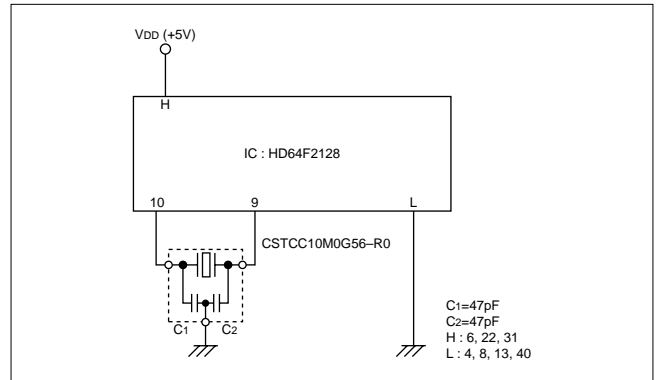 VDD (+5V)
H
IC : HD64F2128
10
9
L
CSTCC10M0G56–R0
C1
C2
C1=47pF
C2=47pF
H : 6, 22, 31
L : 4, 8, 13, 40